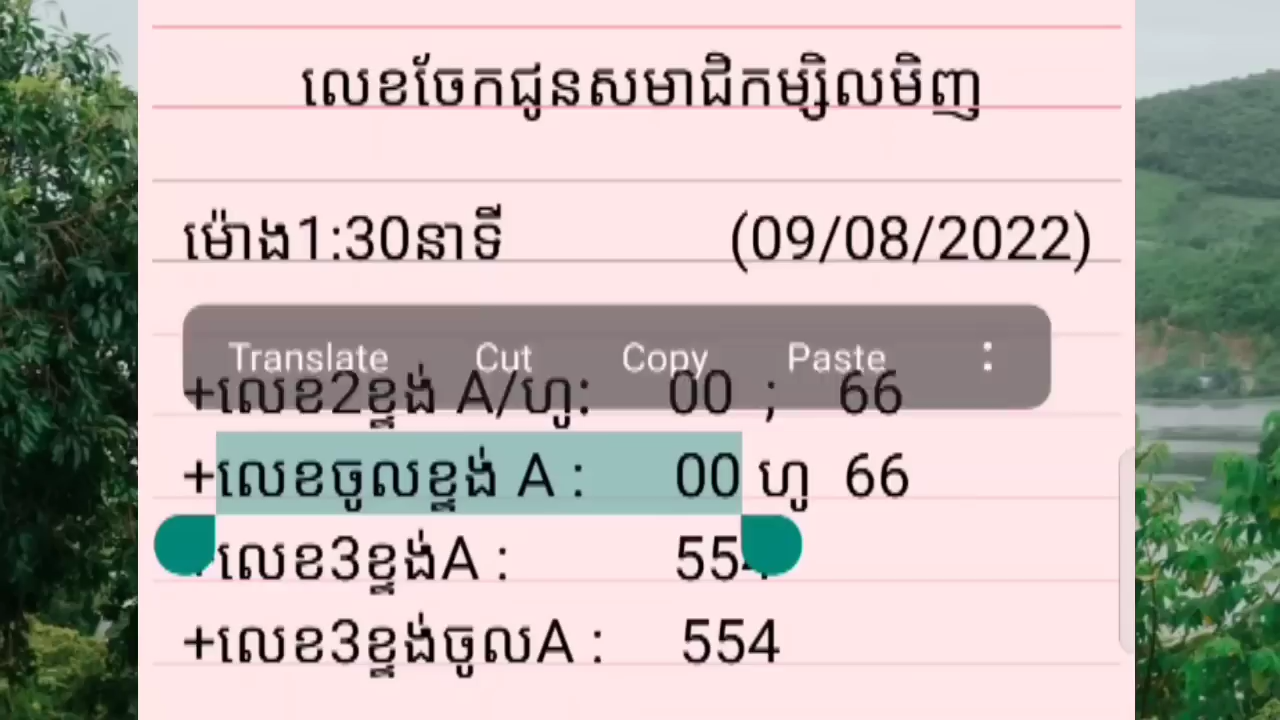 លេខចែកជូនសមាជិកម្សិលមិញ
ម៉ោង1:30នាទី (09/08/2022)
Translate Cut Copy Paste
+លេខ2ខ្ទង់ A/ហូ: 00 ; 66
+លេខចូលខ្ទង់ A : 00 ហូ 66
+លេខ3ខ្ទង់A : 554
+លេខ3ខ្ទង់ចូលA : 554